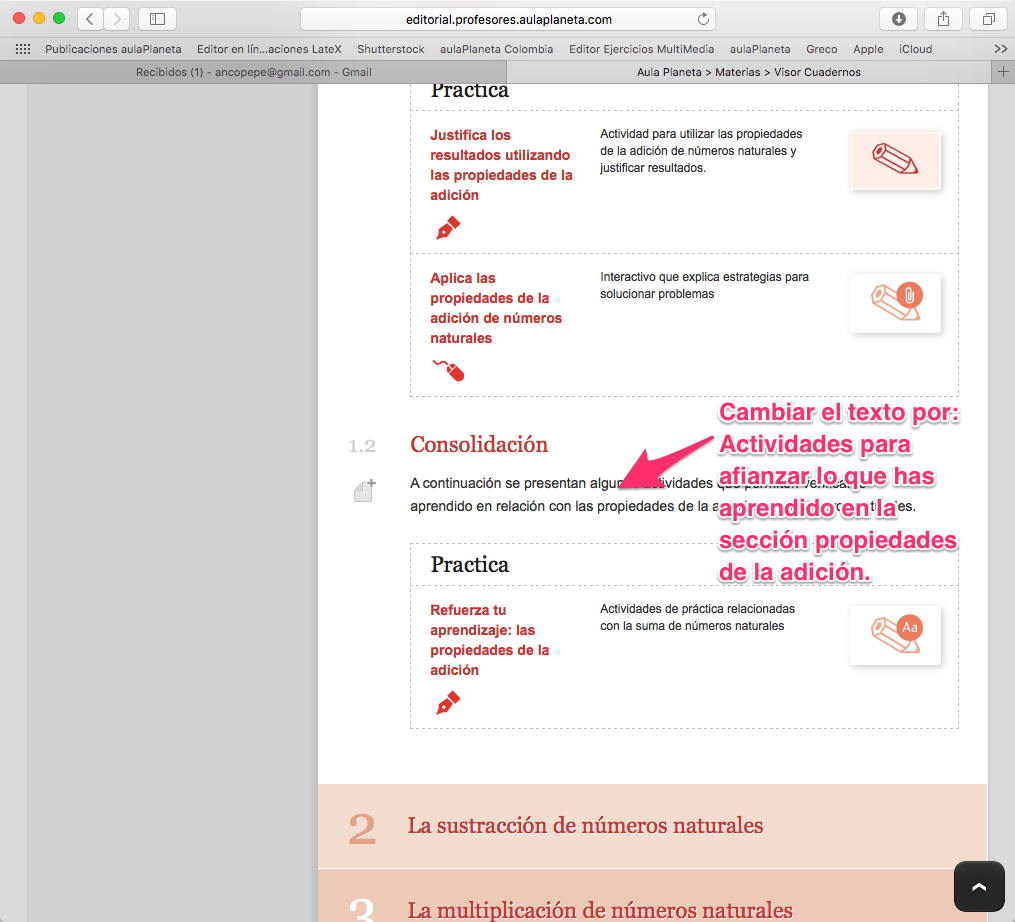 editorial.profesores.aulaplaneta.com
Publicaciones aulaPlaneta Editor en lín...aciones LateX Shutterstock aulaPlaneta Colombia Editor Ejercicios MultiMedia aulaPlaneta Greco Apple iCloud
Recibidos (1) - ancopepe@gmail.com - Gmail Aula Planeta > Materias > Visor Cuadernos
Practica
Justifica los
resultados utilizando
las propiedades de la
adición
Actividad para utilizar las propiedades
de la adición de números naturales y
justificar resultados.
Aplica las
propiedades de la
adición de números
naturales
Interactivo que explica estrategias para
solucionar problemas
1.2 Consolidación
A continuación se presentan
aprendido en relación con las propiedades de la
Cambiar el texto por:
Actividades para
afianzar lo que has
aprendido en la
sección propiedades
de la adición.
Practica
Refuerza tu
aprendizaje: las
propiedades de la
adición
Actividades de práctica relacionadas
con la suma de números naturales
Aa
2 La sustracción de números naturales
3 La multiplicación de números naturales